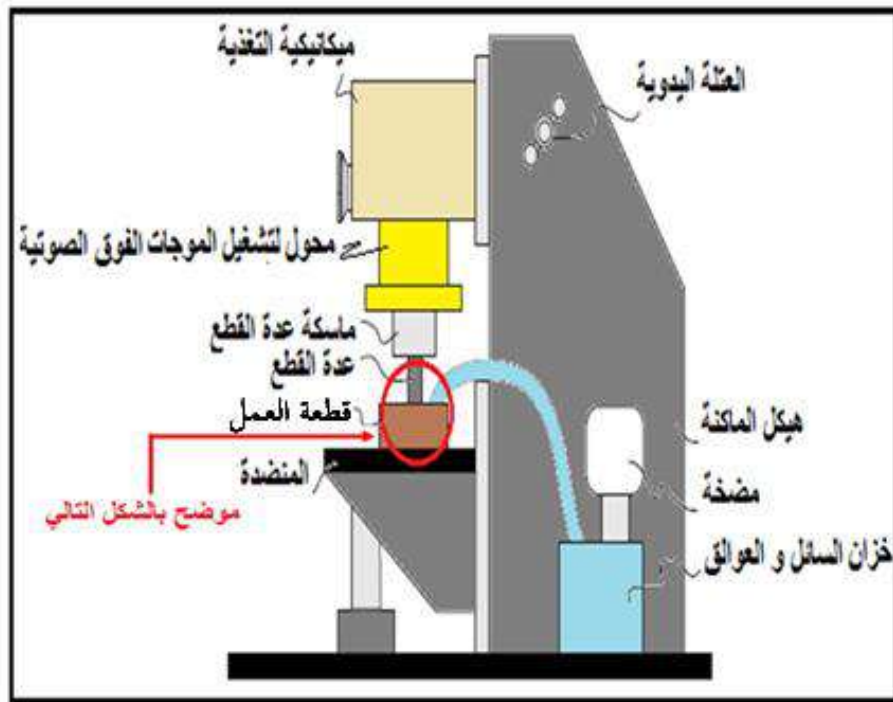 ميكانيكية التغذية
العتلة اليدوية
محول لتشغيل الموجات الفوق الصوتية
ماسكة عدة القطع
عدة القطع
قطعة العمل
هيكل الماكنة
المنضدة
مضخة
موضح بالشكل التالي
خزان السائل و العوالق